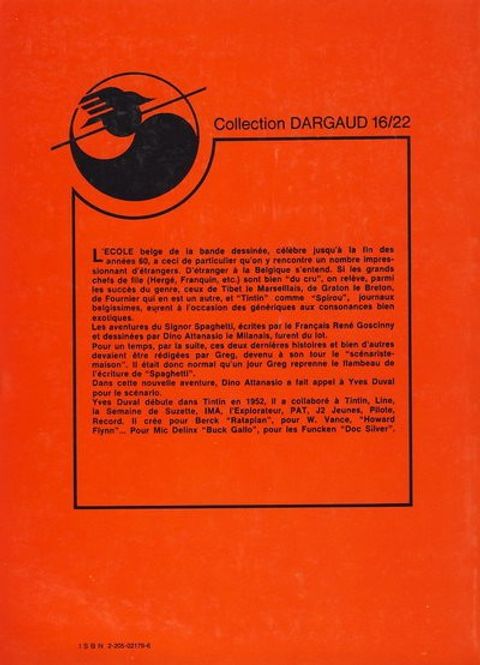 Collection DARGAUD 16/22
L'ECOLE belge de la bande dessinée, célèbre jusqu'à la fin des
années 60, a ceci de particulier qu'on y rencontre un nombre impres-
sionnant d'étrangers. D'étranger à la Belgique s'entend. Si les grands
chefs de file (Hergé, Franquin, etc.) sont bien "du cru", on relève, parmi
les succès du genre, ceux de Tibet le Marseillais, de Graton le Breton,
de Fournier qui en est un autre, et "Tintin" comme "Spirou", journaux
belgissimes, eurent à l'occasion des génériques aux consonances bien
exotiques.
Les aventures du Signor Spaghetti, écrites par le Français René Goscinny
et dessinées par Dino Attanasio le Milanais, furent du lot.
Pour un temps, par la suite, ces deux dernières histoires et bien d'autres
devaient être rédigées par Greg, devenu à son tour le "scénariste-
maison". Il était donc normal qu'un jour Greg reprenne le flambeau de
l'écriture de "Spaghetti".
Dans cette nouvelle aventure, Dino Attanasio a fait appel à Yves Duval
pour le scénario.
Yves Duval débute dans Tintin en 1952, il a collaboré à Tintin, Line,
la Semaine de Suzette, IMA, l'Explorateur, PAT, J2 Jeunes, Pilote,
Record. Il crée pour Berck "Rataplan", pour W. Vance, "Howard
Flynn"... Pour Mic Delinx "Buck Gallo", pour les Funcken "Doc Silver".
ISBN 2-205-02179-6